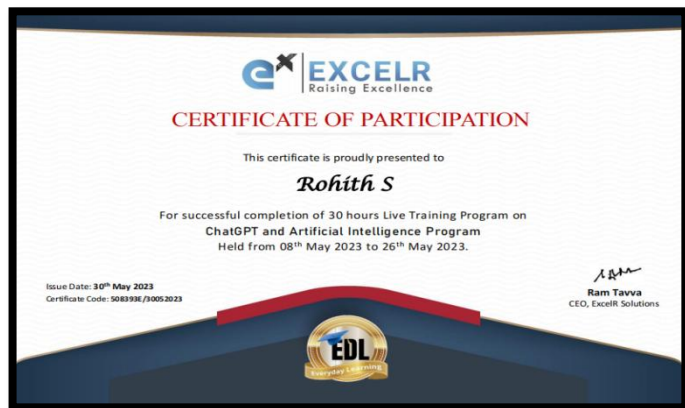 ex EXCELR
Raising Excellence
CERTIFICATE OF PARTICIPATION
This certificate is proudly presented to
Rohith S
For successful completion of 30 hours Live Training Program on
ChatGPT and Artificial Intelligence Program
Held from 08th May 2023 to 26th May 2023.
Issue Date: 30th May 2023
Certificate Code: 508393E/30052023
Ram Tavva
CEO, ExcelR Solutions
EDL
Everyday Learning